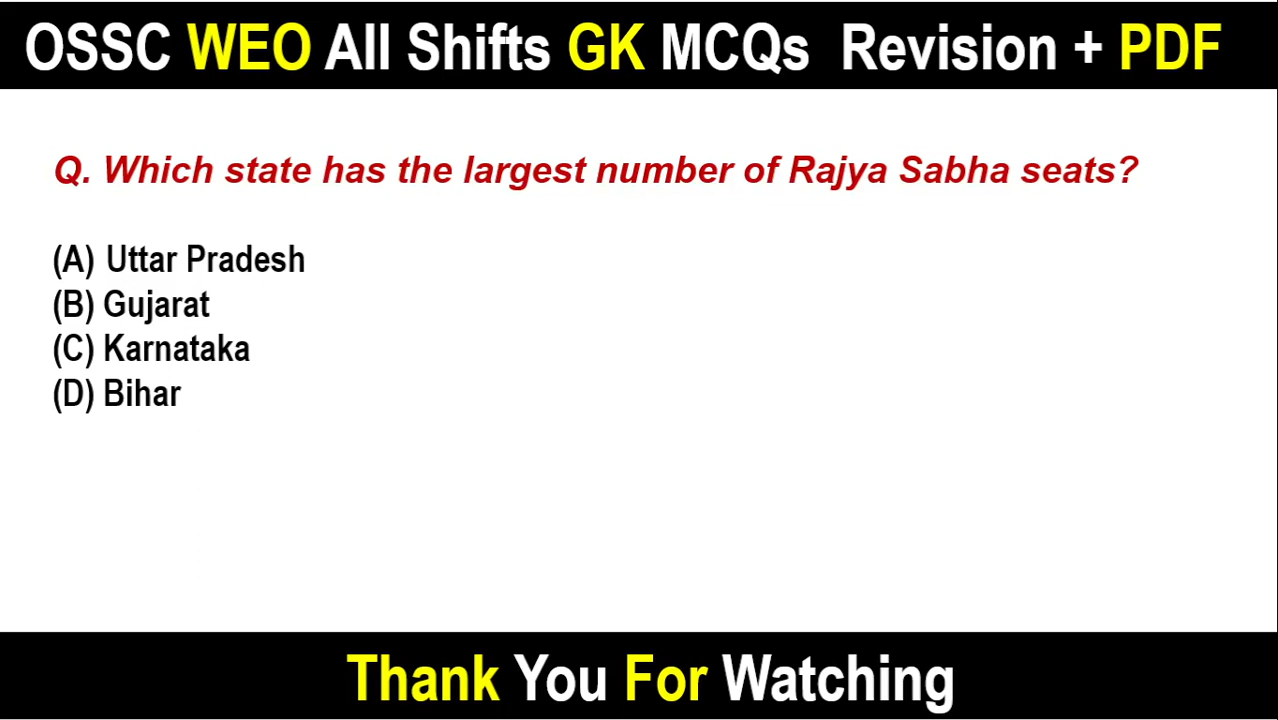 OSSC WEO All Shifts GK MCQs Revision + PDF
Q. Which state has the largest number of Rajya Sabha seats?
(A) Uttar Pradesh
(B) Gujarat
(C) Karnataka
(D) Bihar
Thank You For Watching